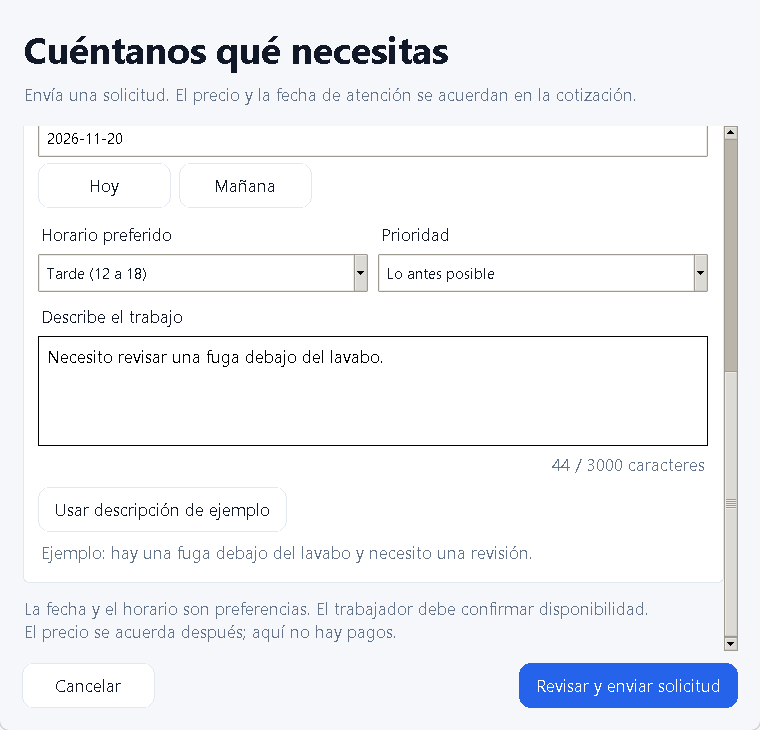 Cuéntanos qué necesitas
Envía una solicitud. El precio y la fecha de atención se acuerdan en la cotización.
2026-11-20
Hoy
Mañana
Horario preferido
Prioridad
Tarde (12 a 18)
Lo antes posible
Describe el trabajo
Necesito revisar una fuga debajo del lavabo.
44 / 3000 caracteres
Usar descripción de ejemplo
Ejemplo: hay una fuga debajo del lavabo y necesito una revisión.
La fecha y el horario son preferencias. El trabajador debe confirmar disponibilidad.
El precio se acuerda después; aquí no hay pagos.
Cancelar
Revisar y enviar solicitud